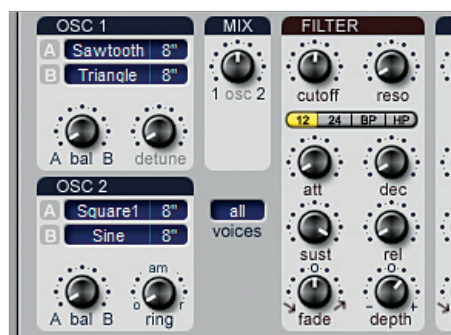 OSC 1
A Sawtooth 8"
B Triangle 8"
A bal B
detune
OSC 2
A Square1 8"
B Sine 8"
A bal B
o am r
ring
MIX
1 osc 2
all
voices
FILTER
cutoff
reso
12 24 BP HP
att
dec
sust
rel
o
fade
- o +
depth